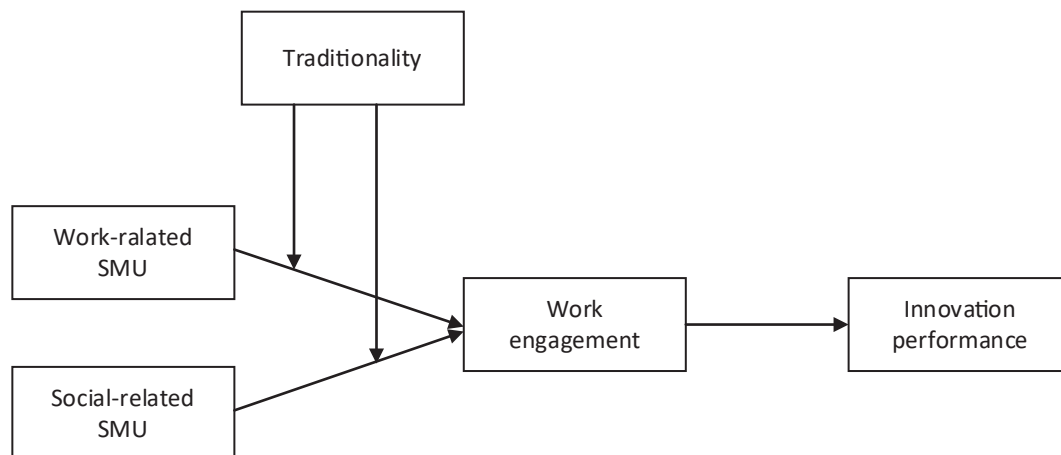 Traditionality
Work-ralated
SMU
Work
engagement
Innovation
performance
Social-related
SMU